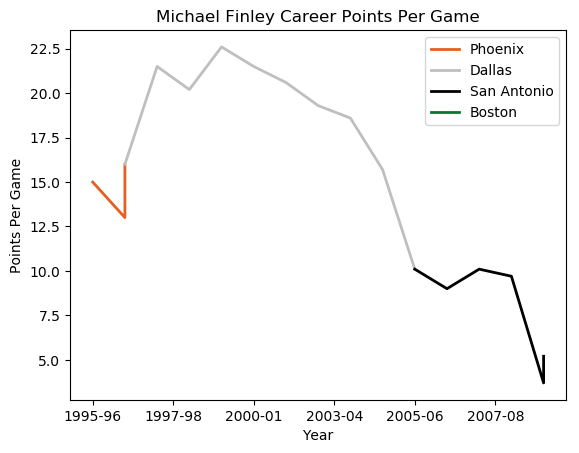 Michael Finley Career Points Per Game
Phoenix
Dallas
San Antonio
Boston
Points Per Game
22.5
20.0
17.5
15.0
12.5
10.0
7.5
5.0
1995-96 1997-98 2000-01 2003-04 2005-06 2007-08
Year